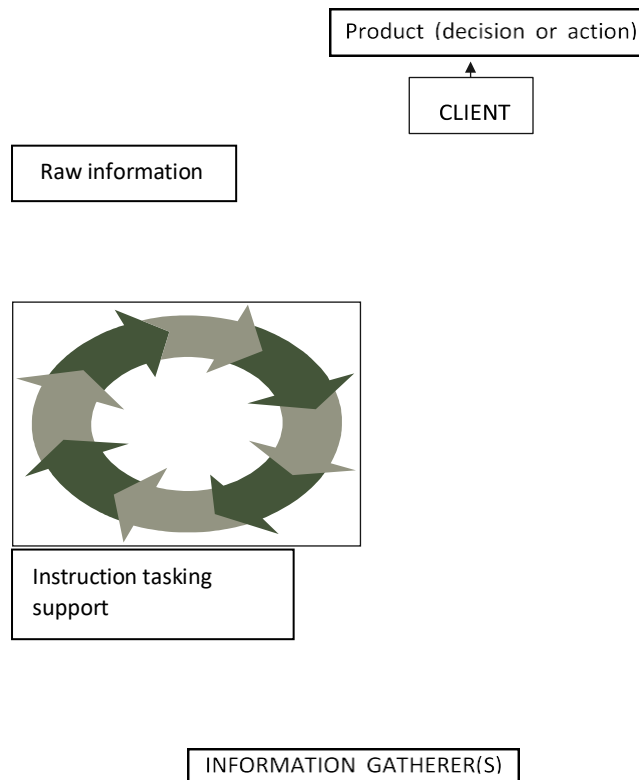 Product (decision or action)
CLIENT
Raw information
Instruction tasking
support
INFORMATION GATHERER(S)